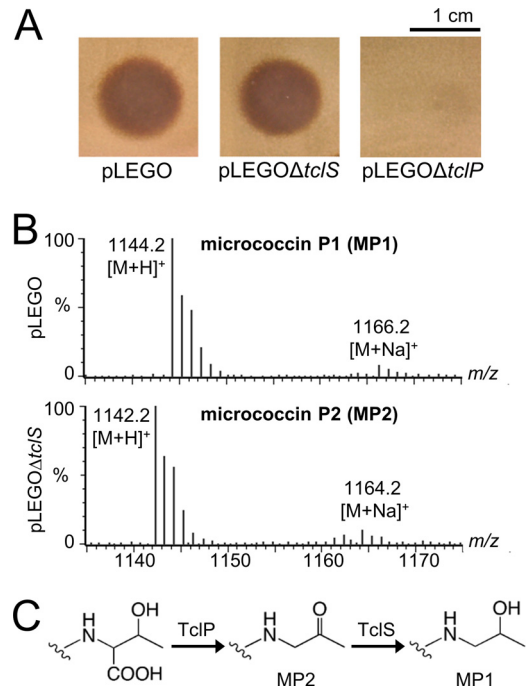 A
1 cm
pLEGO
pLEGOΔtclS
pLEGOΔtclP
B
100
%
0
pLEGO
1144.2
[M+H]+
micrococcin P1 (MP1)
1166.2
[M+Na]+
m/z
100
%
0
pLEGOΔtclS
1142.2
[M+H]+
micrococcin P2 (MP2)
1164.2
[M+Na]+
m/z
1140 1150 1160 1170
C
H
N
OH
COOH
TclP
H
N
O
MP2
TclS
H
N
OH
MP1